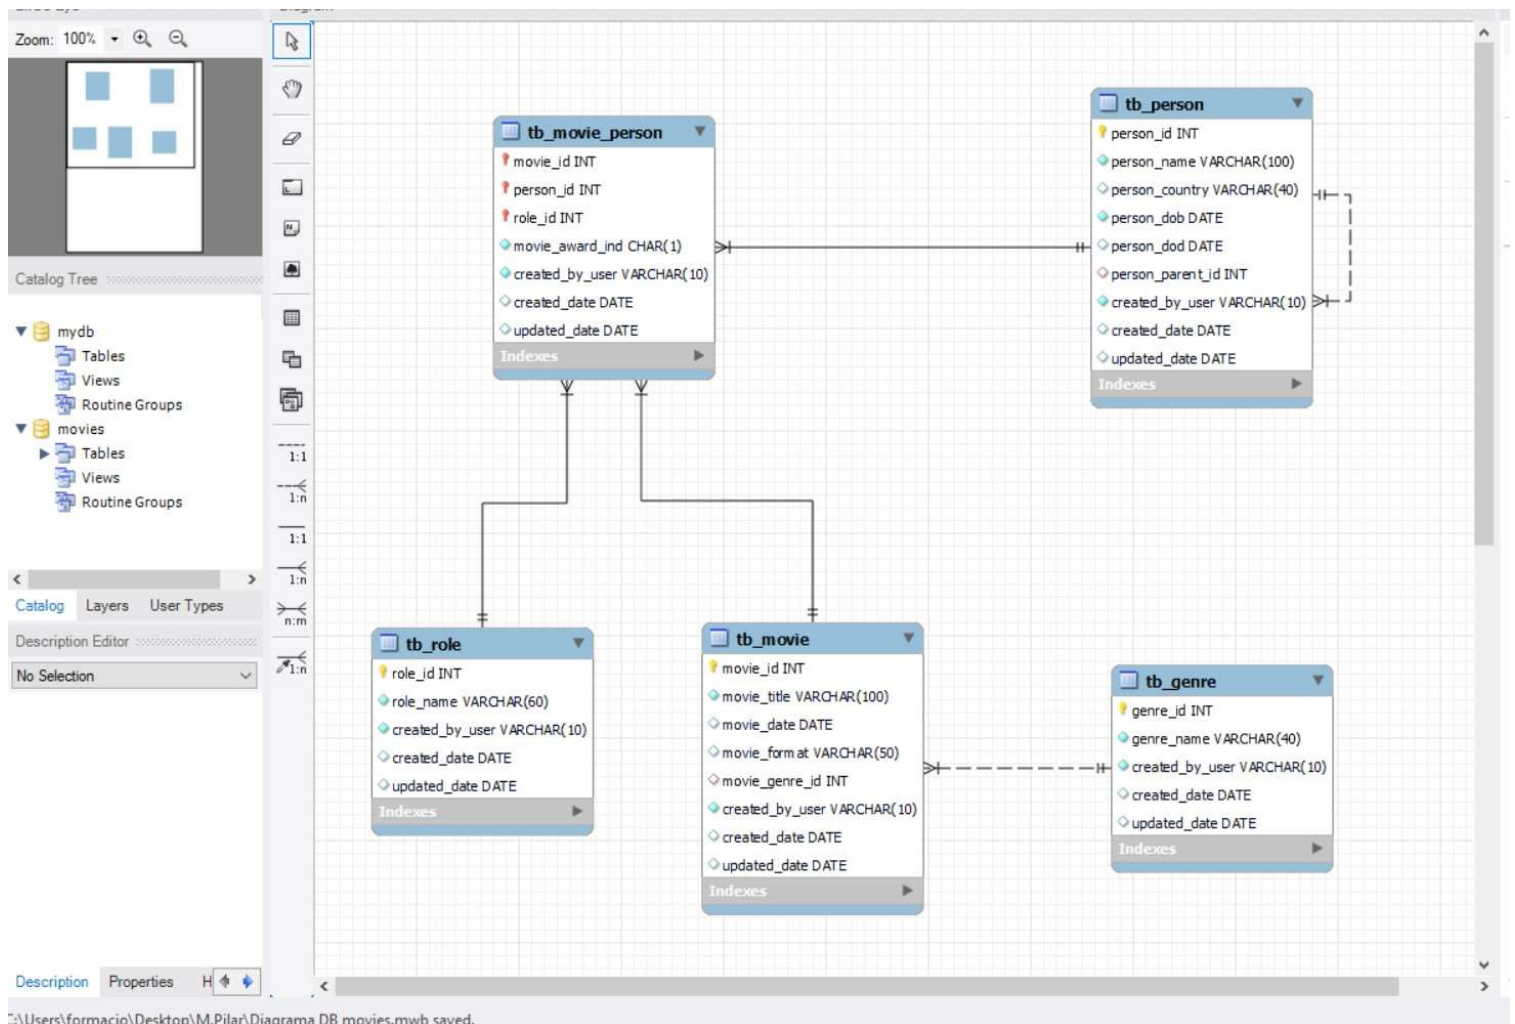 Zoom: 100%
Catalog Tree
mydb
Tables
Views
Routine Groups
movies
Tables
Views
Routine Groups
Catalog Layers User Types
Description Editor
No Selection
Description Properties H
1:1
1:n
1:1
1:n
n:m
1:n
tb_movie_person
movie_id INT
person_id INT
role_id INT
movie_award_ind CHAR(1)
created_by_user VARCHAR(10)
created_date DATE
updated_date DATE
Indexes
tb_person
person_id INT
person_name VARCHAR(100)
person_country VARCHAR(40)
person_dob DATE
person_dod DATE
person_parent_id INT
created_by_user VARCHAR(10)
created_date DATE
updated_date DATE
Indexes
tb_role
role_id INT
role_name VARCHAR(60)
created_by_user VARCHAR(10)
created_date DATE
updated_date DATE
Indexes
tb_movie
movie_id INT
movie_title VARCHAR(100)
movie_date DATE
movie_format VARCHAR(50)
movie_genre_id INT
created_by_user VARCHAR(10)
created_date DATE
updated_date DATE
Indexes
tb_genre
genre_id INT
genre_name VARCHAR(40)
created_by_user VARCHAR(10)
created_date DATE
updated_date DATE
Indexes
C:\Users\formacio\Desktop\M.Pilar\Diagrama DB movies.mwb saved.